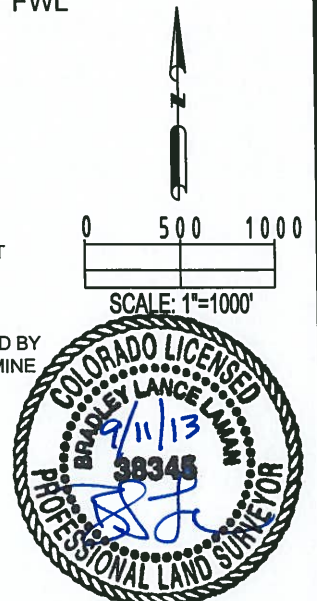 FWL
N
0 500 1000
T
SCALE: 1"=1000'
D BY
MINE
COLORADO LICENSED
BRADLEY LANCE LAMAN
9/11/13
38345
PROFESSIONAL LAND SURVEYOR